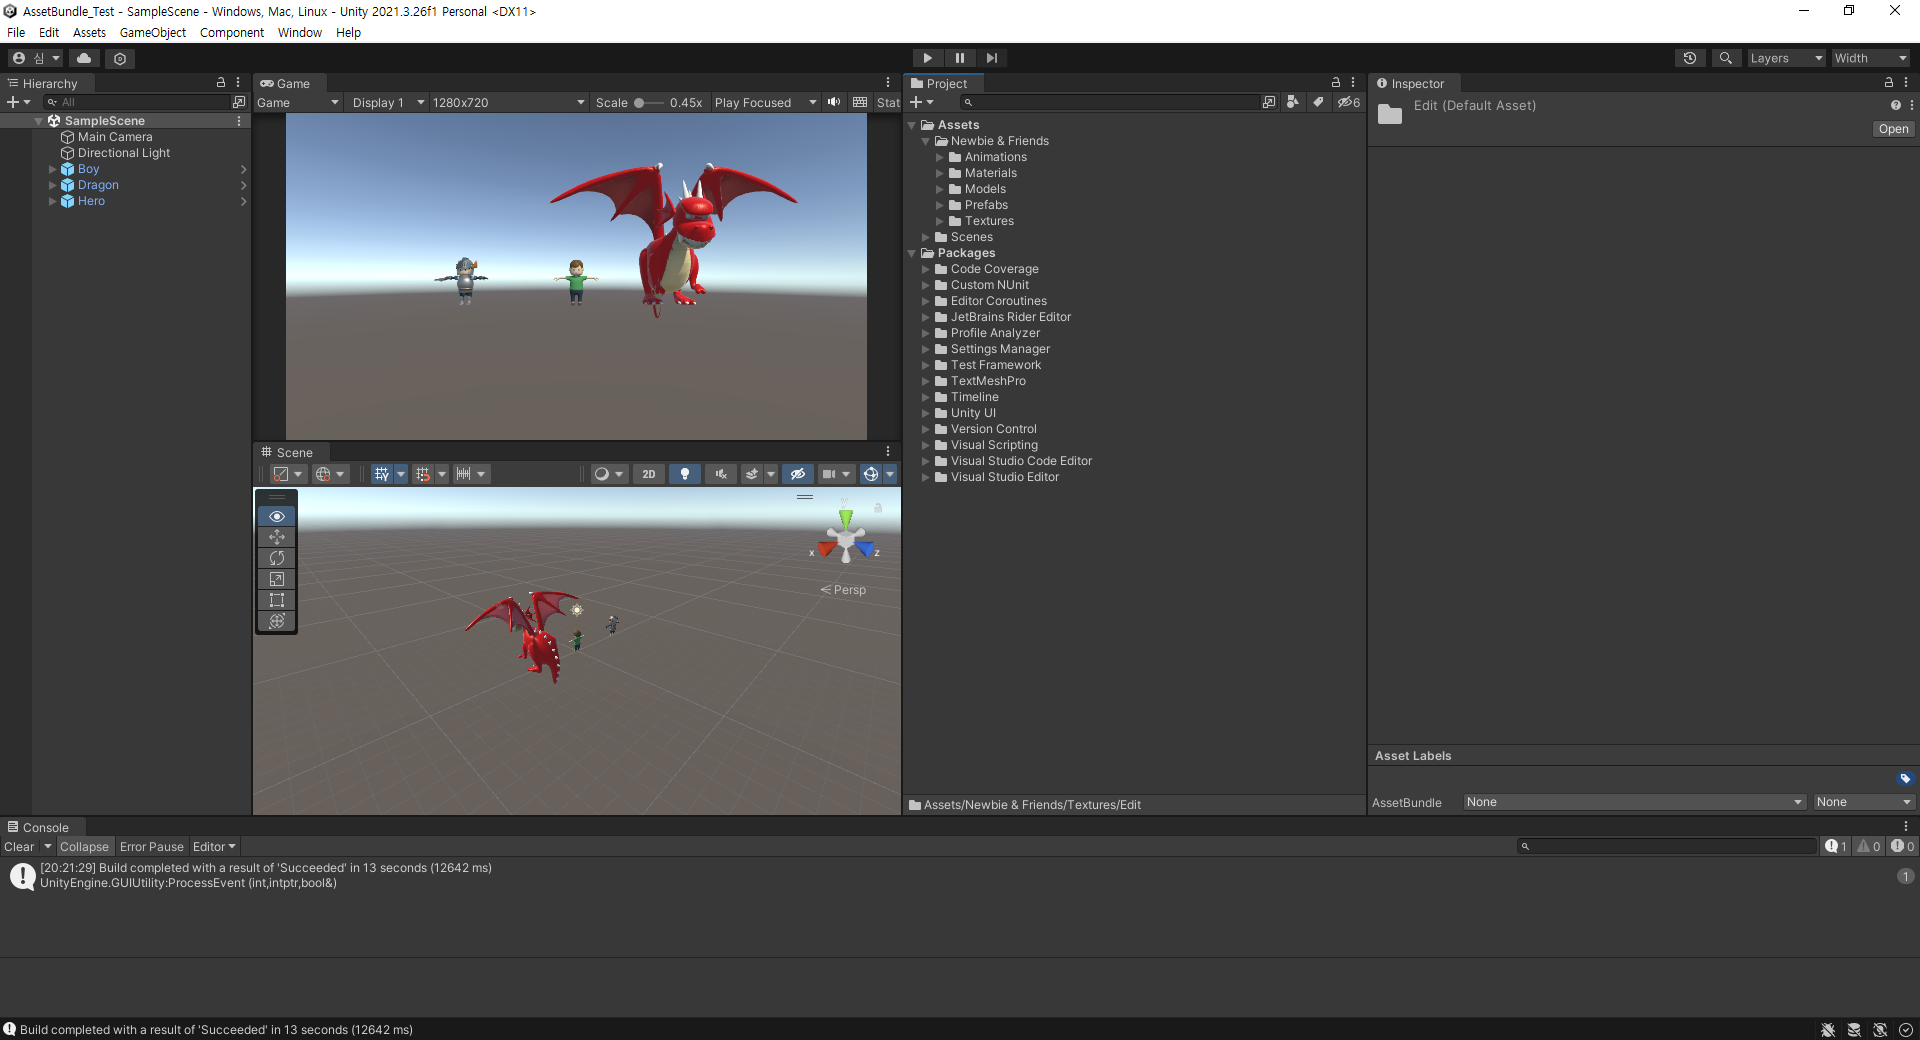 AssetBundle_Test - SampleScene - Windows, Mac, Linux - Unity 2021.3.26f1 Personal <DX11>
File Edit Assets GameObject Component Window Help
심 Layers Width
Hierarchy
All
SampleScene
Main Camera
Directional Light
Boy
Dragon
Hero
Game
Game Display 1 1280x720 Scale 0.45x Play Focused Stat
Scene
2D
y
x z
Persp
Project
6
Assets
Newbie & Friends
Animations
Materials
Models
Prefabs
Textures
Scenes
Packages
Code Coverage
Custom NUnit
Editor Coroutines
JetBrains Rider Editor
Profile Analyzer
Settings Manager
Test Framework
TextMeshPro
Timeline
Unity UI
Version Control
Visual Scripting
Visual Studio Code Editor
Visual Studio Editor
Assets/Newbie & Friends/Textures/Edit
Inspector
Edit (Default Asset)
Open
Asset Labels
AssetBundle None None
Console
Clear Collapse Error Pause Editor 1 0 0
[20:21:29] Build completed with a result of 'Succeeded' in 13 seconds (12642 ms)
UnityEngine.GUIUtility:ProcessEvent (int,intptr,bool&)
1
Build completed with a result of 'Succeeded' in 13 seconds (12642 ms)